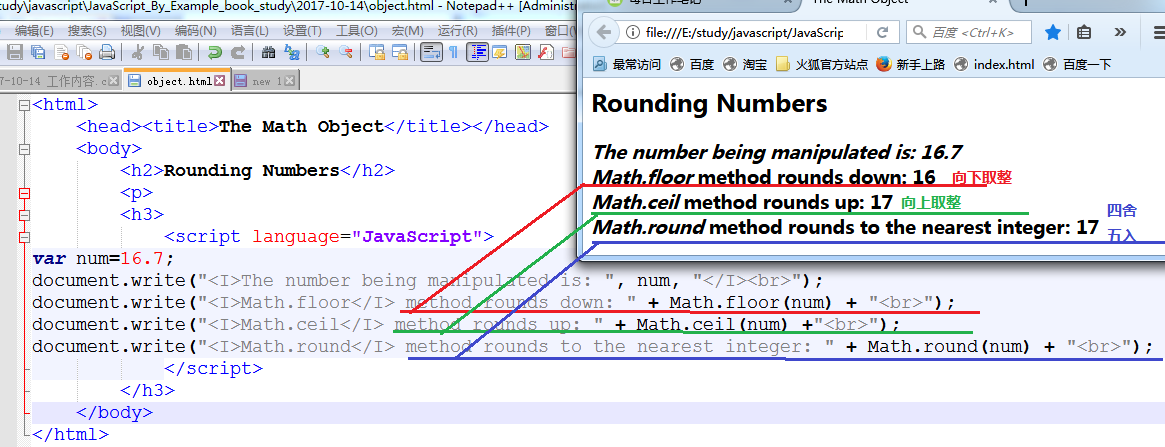 study\javascript\JavaScript_By_Example_book_study\2017-10-14\object.html - Notepad++ [Administr
编辑(E) 搜索(S) 视图(V) 编码(N) 语言(L) 设置(T) 工具(O) 宏(M) 运行(R) 插件(P) 窗口
7-10-14 工作内容.c object.html new 1
<html>
<head><title>The Math Object</title></head>
<body>
<h2>Rounding Numbers</h2>
<p>
<h3>
<script language="JavaScript">
var num=16.7;
document.write("<I>The number being manipulated is: ", num, "</I><br>");
document.write("<I>Math.floor</I> method rounds down: " + Math.floor(num) + "<br>");
document.write("<I>Math.ceil</I> method rounds up: " + Math.ceil(num) +"<br>");
document.write("<I>Math.round</I> method rounds to the nearest integer: " + Math.round(num) + "<br>");
</script>
</h3>
</body>
</html>
The Math Object
file:///E:/study/javascript/JavaScrip
百度 <Ctrl+K>
最常访问 百度 淘宝 火狐官方站点 新手上路 index.html 百度一下
Rounding Numbers
The number being manipulated is: 16.7
Math.floor method rounds down: 16 向下取整
Math.ceil method rounds up: 17 向上取整
Math.round method rounds to the nearest integer: 17
四舍
五入